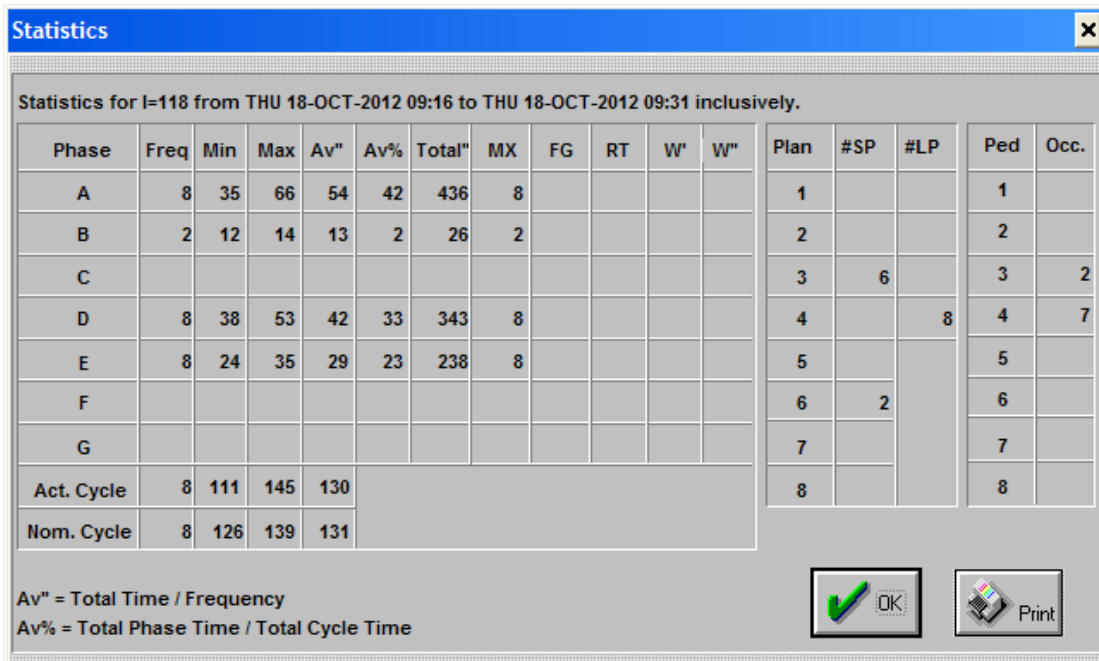 Statistics
Statistics for I=118 from THU 18-OCT-2012 09:16 to THU 18-OCT-2012 09:31 inclusively.
Phase Freq Min Max Av" Av% Total" MX FG RT W' W" Plan #SP #LP Ped Occ.
A 8 35 66 54 42 436 8 1 1
B 2 12 14 13 2 26 2 2 2
C 3 6 3 2
D 8 38 53 42 33 343 8 4 8 4 7
E 8 24 35 29 23 238 8 5 5
F 6 2 6
G 7 7
Act. Cycle 8 111 145 130 8 8
Nom. Cycle 8 126 139 131
Av" = Total Time / Frequency
Av% = Total Phase Time / Total Cycle Time
OK
Print